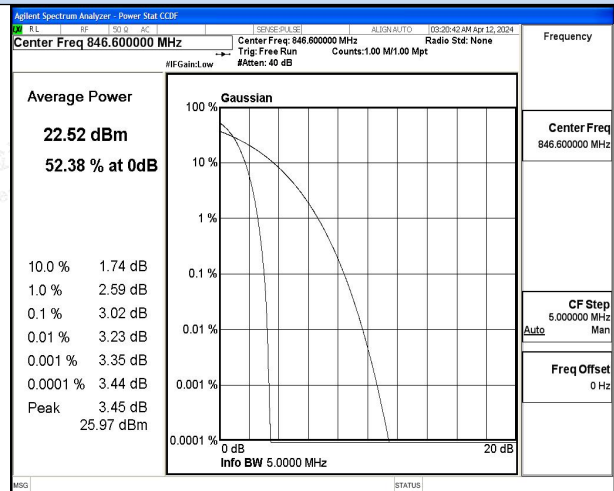 Agilent Spectrum Analyzer - Power Stat CCDF
RL RF 50 Ω AC SENSE:PULSE ALIGN AUTO 03:20:42 AM Apr 12, 2024
Center Freq 846.600000 MHz
Center Freq: 846.600000 MHz Radio Std: None
Trig: Free Run Counts:1.00 M/1.00 Mpt
#IFGain:Low #Atten: 40 dB
Frequency
Average Power
22.52 dBm
52.38 % at 0dB
10.0 % 1.74 dB
1.0 % 2.59 dB
0.1 % 3.02 dB
0.01 % 3.23 dB
0.001 % 3.35 dB
0.0001 % 3.44 dB
Peak 3.45 dB
25.97 dBm
Gaussian
100 %
10 %
1 %
0.1 %
0.01 %
0.001 %
0.0001 %
0 dB 20 dB
Info BW 5.0000 MHz
Center Freq
846.600000 MHz
CF Step
5.000000 MHz
Auto Man
Freq Offset
0 Hz
MSG STATUS